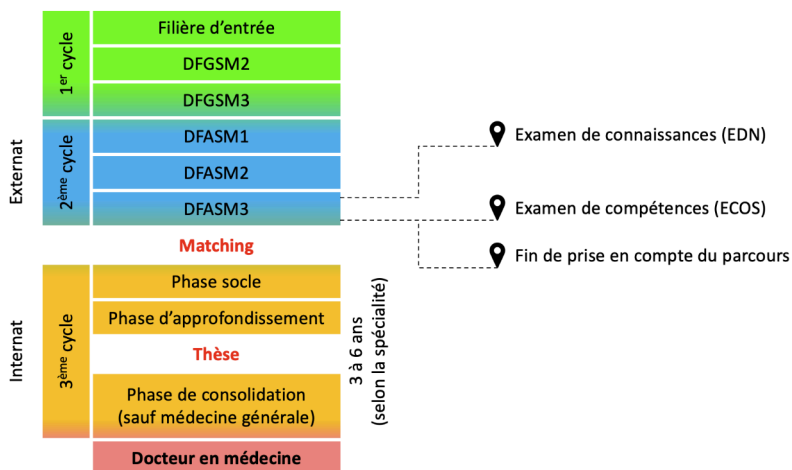 Filière d'entrée
DFGSM2
DFGSM3
1er cycle
DFASM1
DFASM2
DFASM3
2ème cycle
Externat
Examen de connaissances (EDN)
Examen de compétences (ECOS)
Fin de prise en compte du parcours
Matching
Phase socle
Phase d'approfondissement
Thèse
Phase de consolidation
(sauf médecine générale)
3ème cycle
Internat
3 à 6 ans
(selon la spécialité)
Docteur en médecine